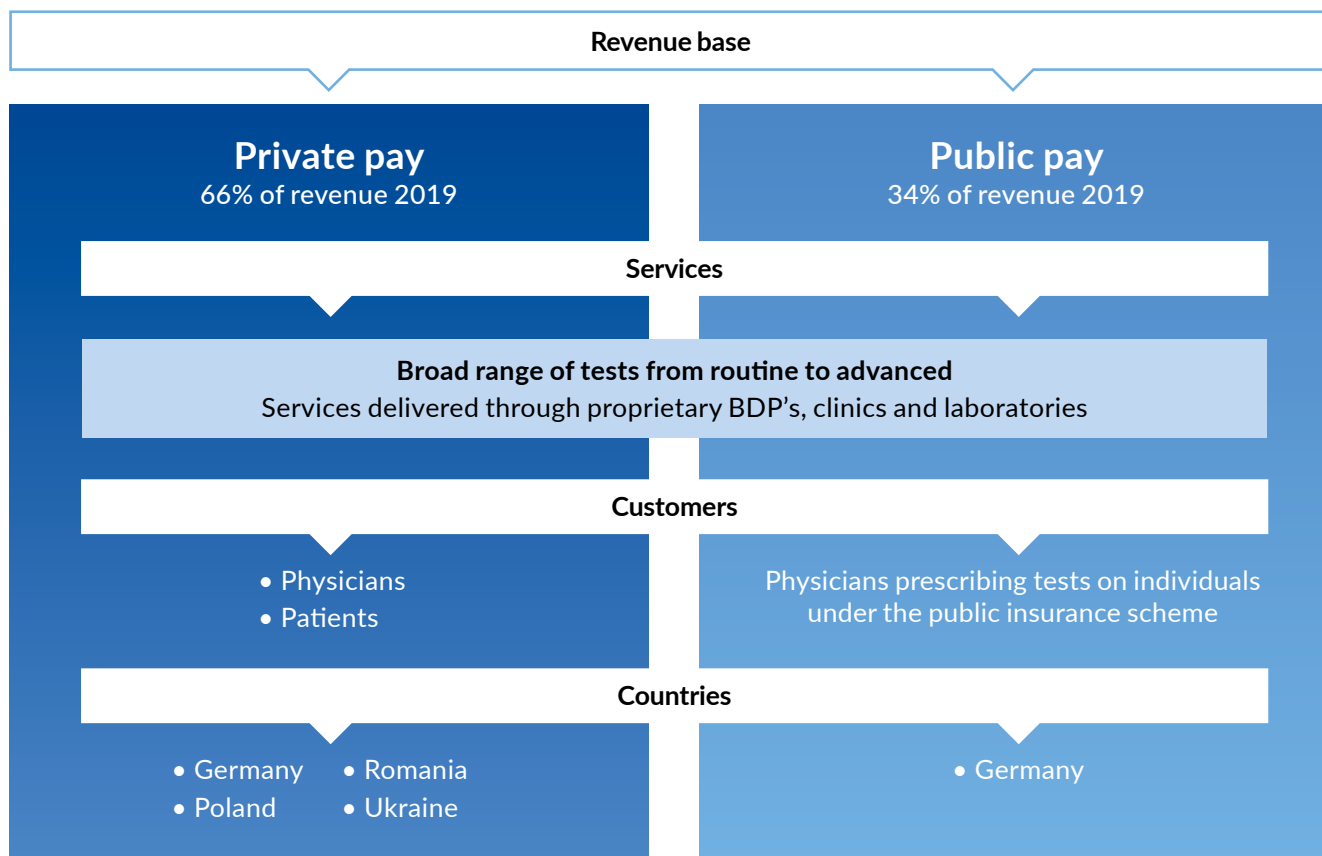 Revenue base
Private pay
66% of revenue 2019
Public pay
34% of revenue 2019
Services
Broad range of tests from routine to advanced
Services delivered through proprietary BDP's, clinics and laboratories
Customers
• Physicians
• Patients
Physicians prescribing tests on individuals
under the public insurance scheme
Countries
• Germany
• Poland
• Romania
• Ukraine
• Germany